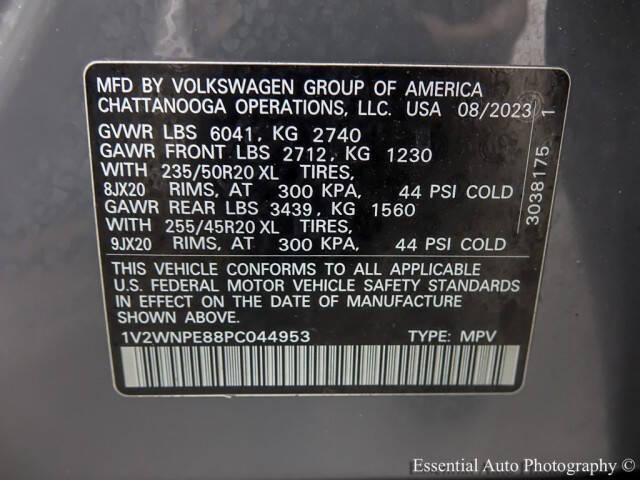 MFD BY VOLKSWAGEN GROUP OF AMERICA
CHATTANOOGA OPERATIONS, LLC. USA 08/2023
GVWR LBS 6041, KG 2740
GAWR FRONT LBS 2712, KG 1230
WITH 235/50R20 XL TIRES,
8JX20 RIMS, AT 300 KPA, 44 PSI COLD
GAWR REAR LBS 3439, KG 1560
WITH 255/45R20 XL TIRES,
9JX20 RIMS, AT 300 KPA, 44 PSI COLD
THIS VEHICLE CONFORMS TO ALL APPLICABLE
U.S. FEDERAL MOTOR VEHICLE SAFETY STANDARDS
IN EFFECT ON THE DATE OF MANUFACTURE
SHOWN ABOVE
1V2WNPE88PC044953 TYPE: MPV
3038175 1
Essential Auto Photography ©